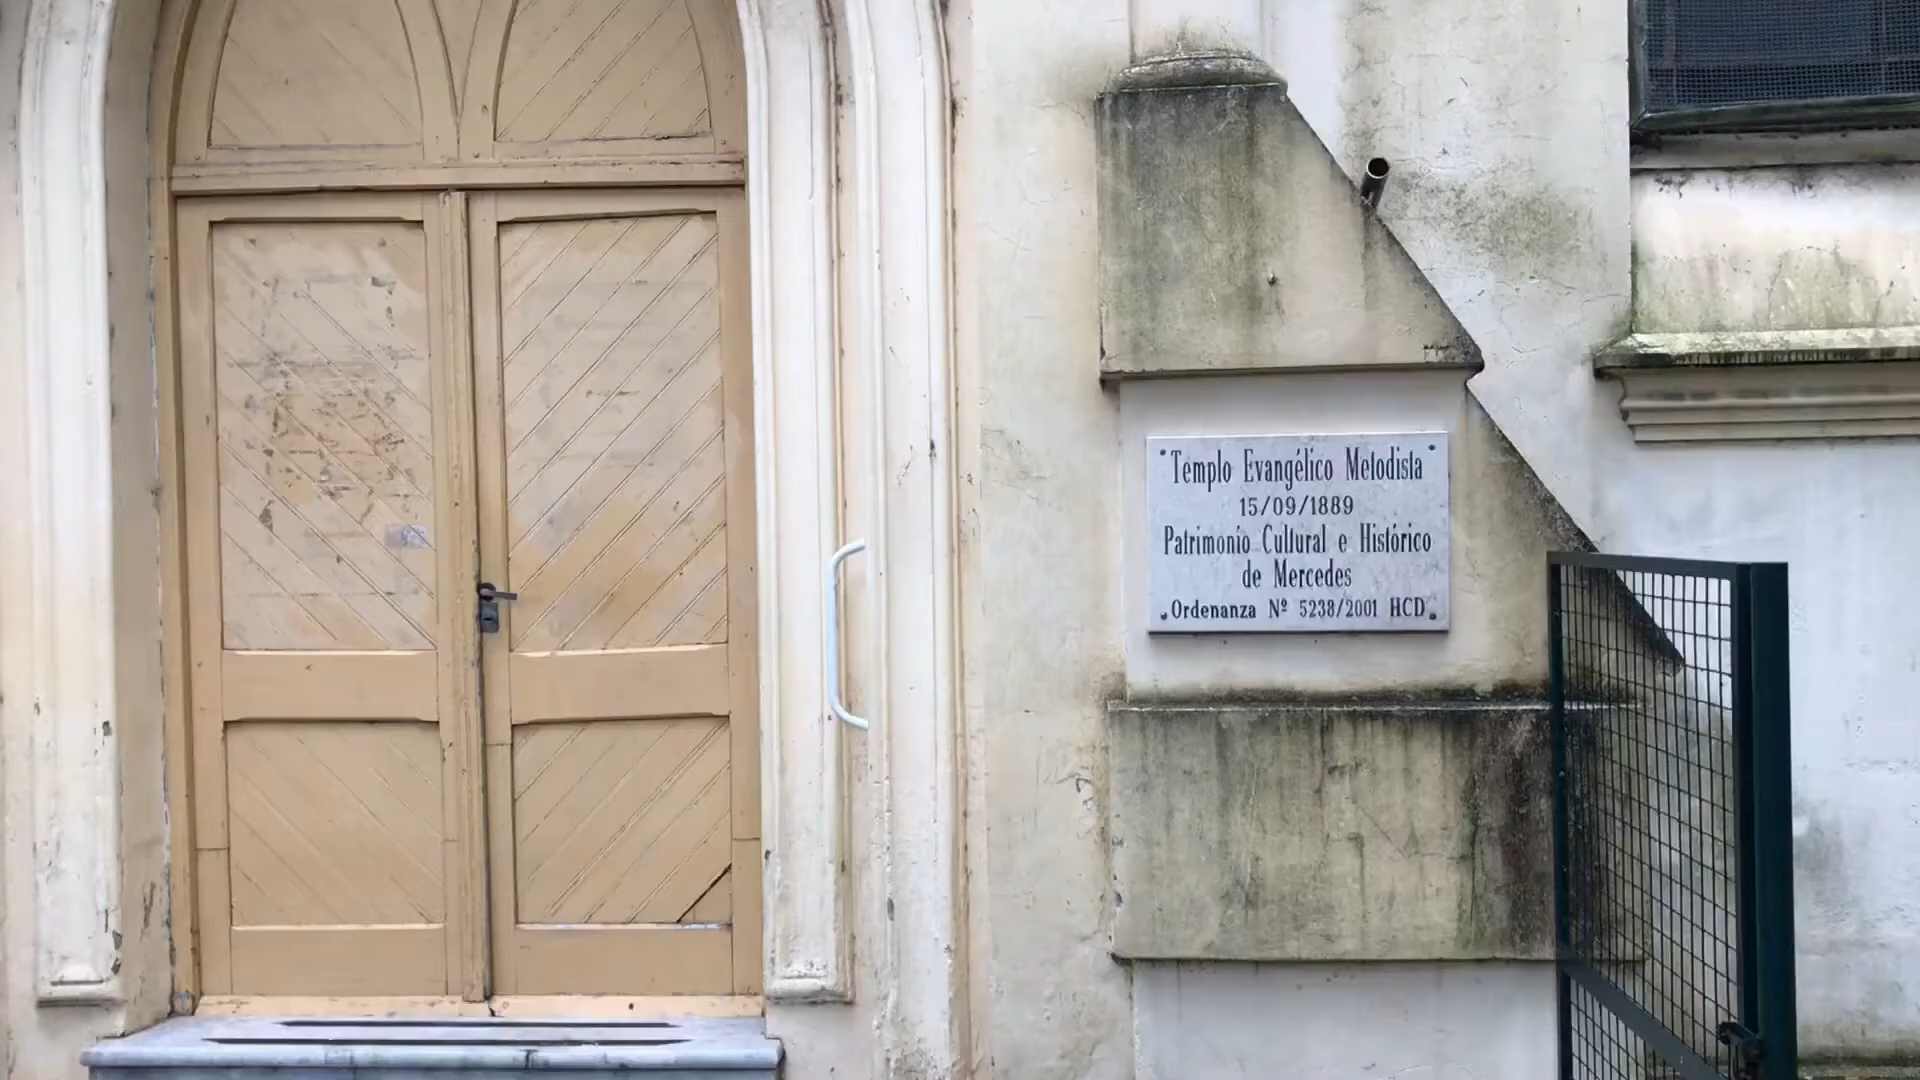 Templo Evangélico Metodista
15/09/1889
Patrimonio Cultural e Histórico
de Mercedes
Ordenanza Nº 5238/2001 HCD